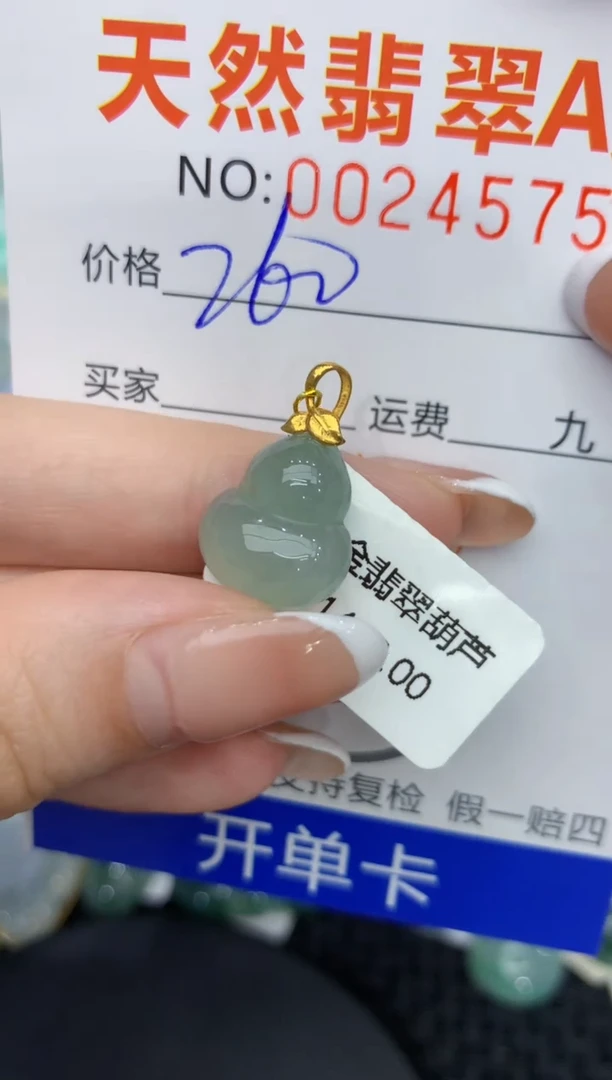 天然翡翠A
NO:0024575
价格 260
买家 运费 九
金翡翠葫芦
.00
支持复检 假一赔四
开单卡